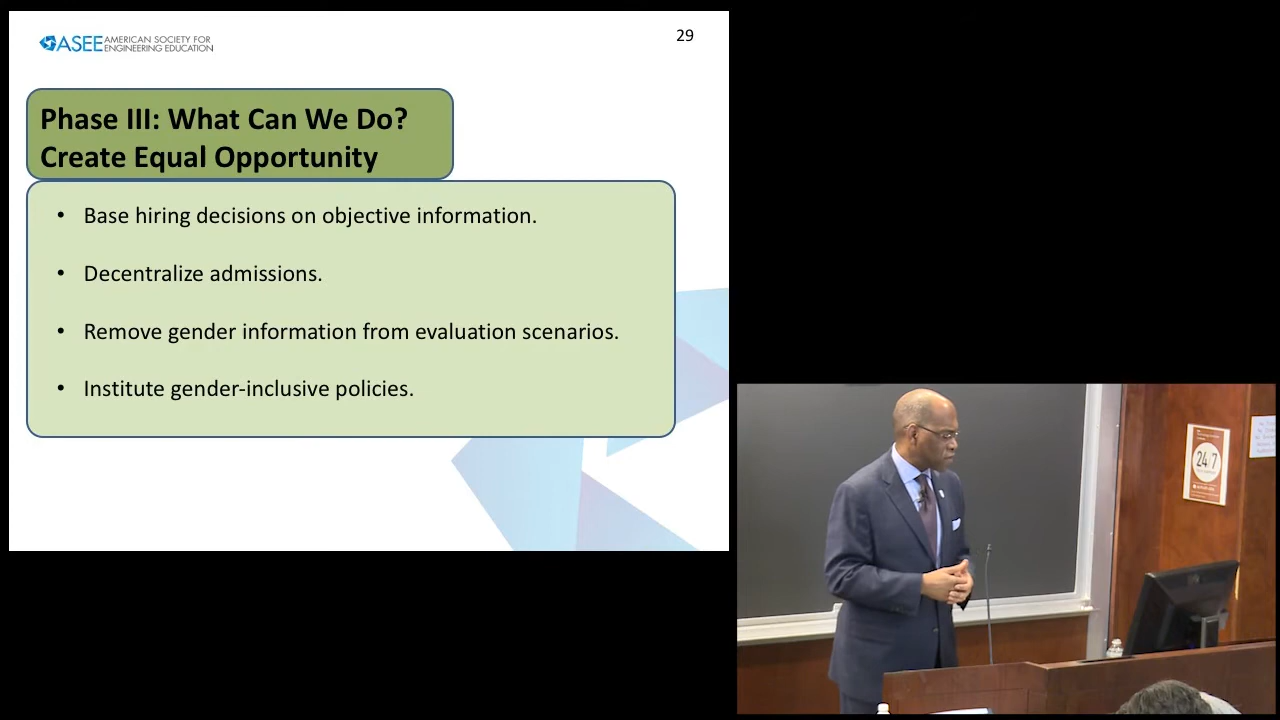 ASEE AMERICAN SOCIETY FOR
ENGINEERING EDUCATION
29
Phase III: What Can We Do?
Create Equal Opportunity
• Base hiring decisions on objective information.
• Decentralize admissions.
• Remove gender information from evaluation scenarios.
• Institute gender-inclusive policies.
24/7